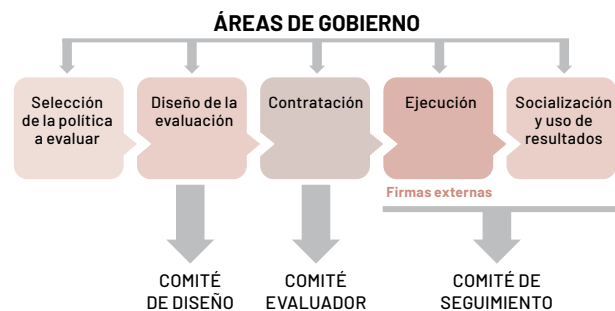 ÁREAS DE GOBIERNO
Selección
de la política
a evaluar
Diseño de la
evaluación
Contratación
Ejecución
Socialización
y uso de
resultados
Firmas externas
COMITÉ
DE DISEÑO
COMITÉ
EVALUADOR
COMITÉ DE
SEGUIMIENTO